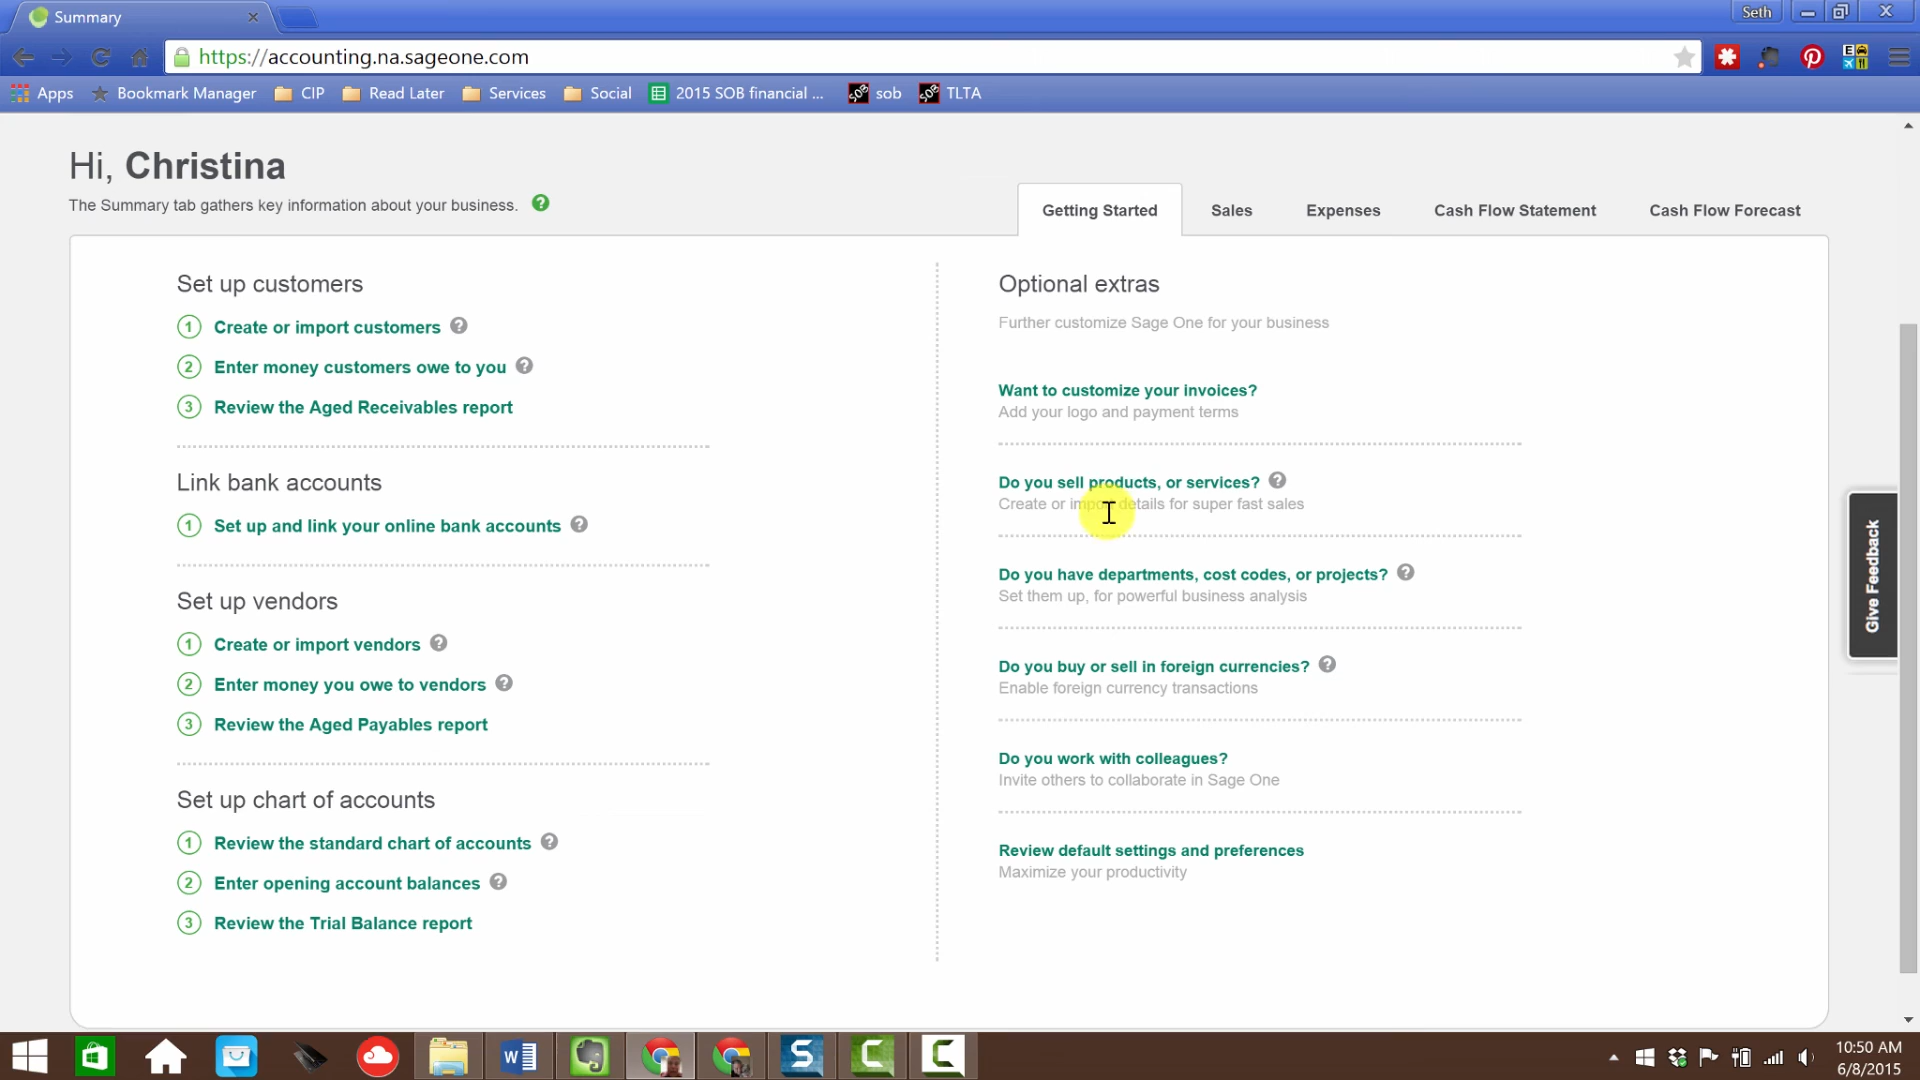 Summary
Seth
https://accounting.na.sageone.com
Apps
Bookmark Manager
CIP
Read Later
Services
Social
2015 SOB financial ...
sob
TLTA
Hi, Christina
The Summary tab gathers key information about your business.
Getting Started
Sales
Expenses
Cash Flow Statement
Cash Flow Forecast
Set up customers
1 Create or import customers
2 Enter money customers owe to you
3 Review the Aged Receivables report
Link bank accounts
1 Set up and link your online bank accounts
Set up vendors
1 Create or import vendors
2 Enter money you owe to vendors
3 Review the Aged Payables report
Set up chart of accounts
1 Review the standard chart of accounts
2 Enter opening account balances
3 Review the Trial Balance report
Optional extras
Further customize Sage One for your business
Want to customize your invoices?
Add your logo and payment terms
Do you sell products, or services?
Create or import details for super fast sales
Do you have departments, cost codes, or projects?
Set them up, for powerful business analysis
Do you buy or sell in foreign currencies?
Enable foreign currency transactions
Do you work with colleagues?
Invite others to collaborate in Sage One
Review default settings and preferences
Maximize your productivity
Give Feedback
10:50 AM
6/8/2015